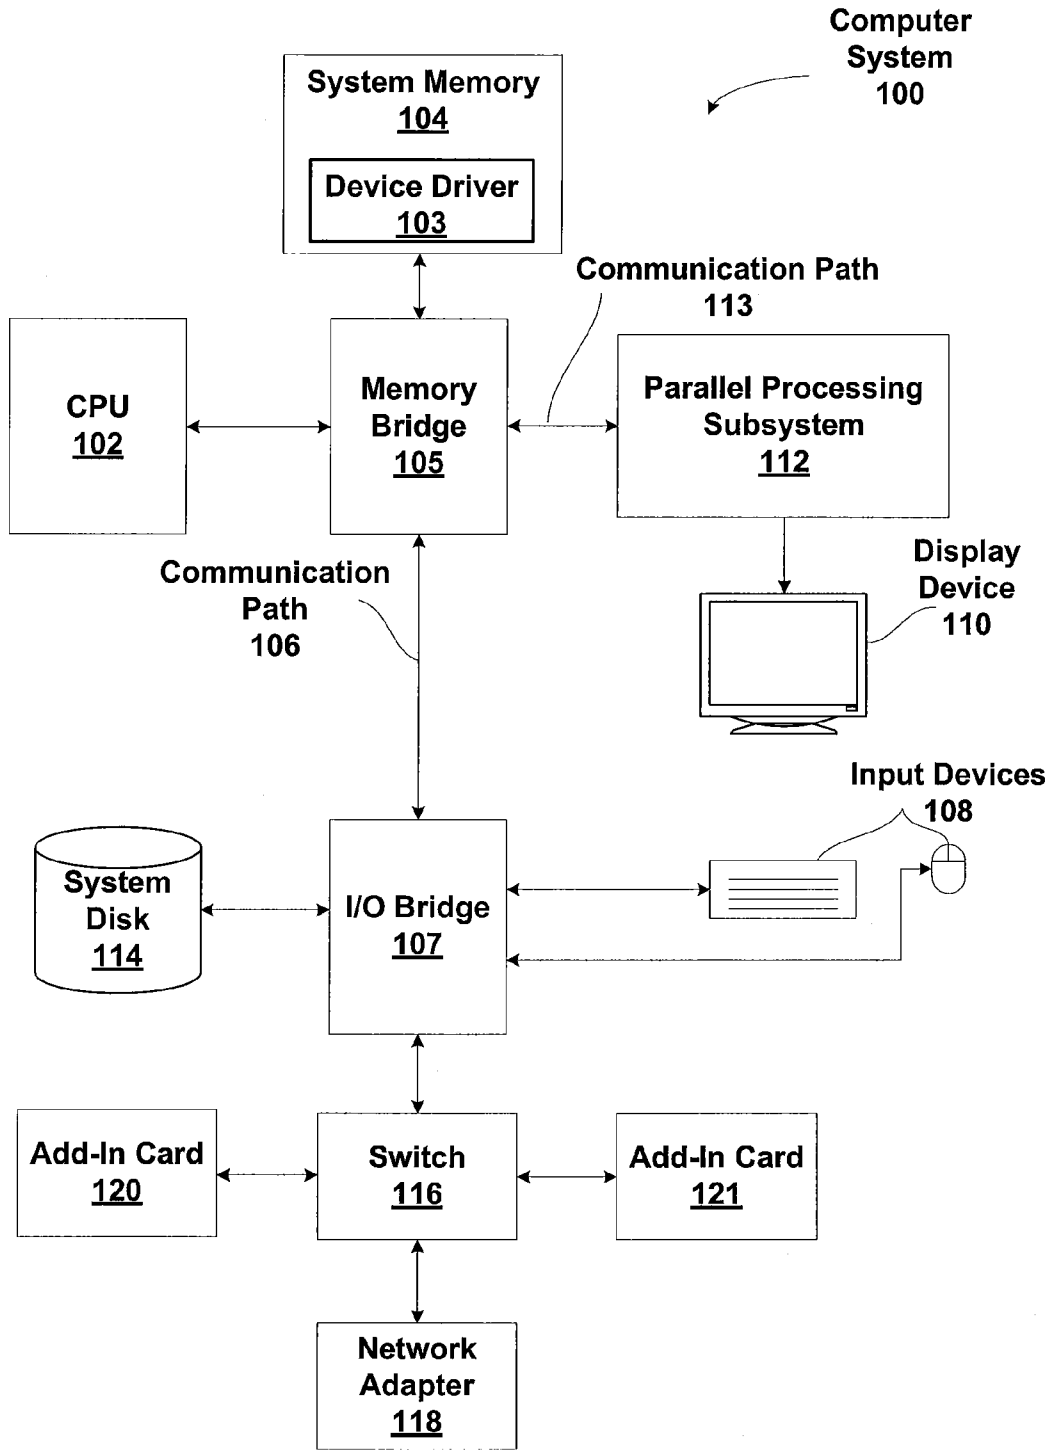 Computer
System
100
System Memory
104
Device Driver
103
Communication Path
113
CPU
102
Memory
Bridge
105
Parallel Processing
Subsystem
112
Communication
Path
106
Display
Device
110
Input Devices
108
System
Disk
114
I/O Bridge
107
Add-In Card
120
Switch
116
Add-In Card
121
Network
Adapter
118